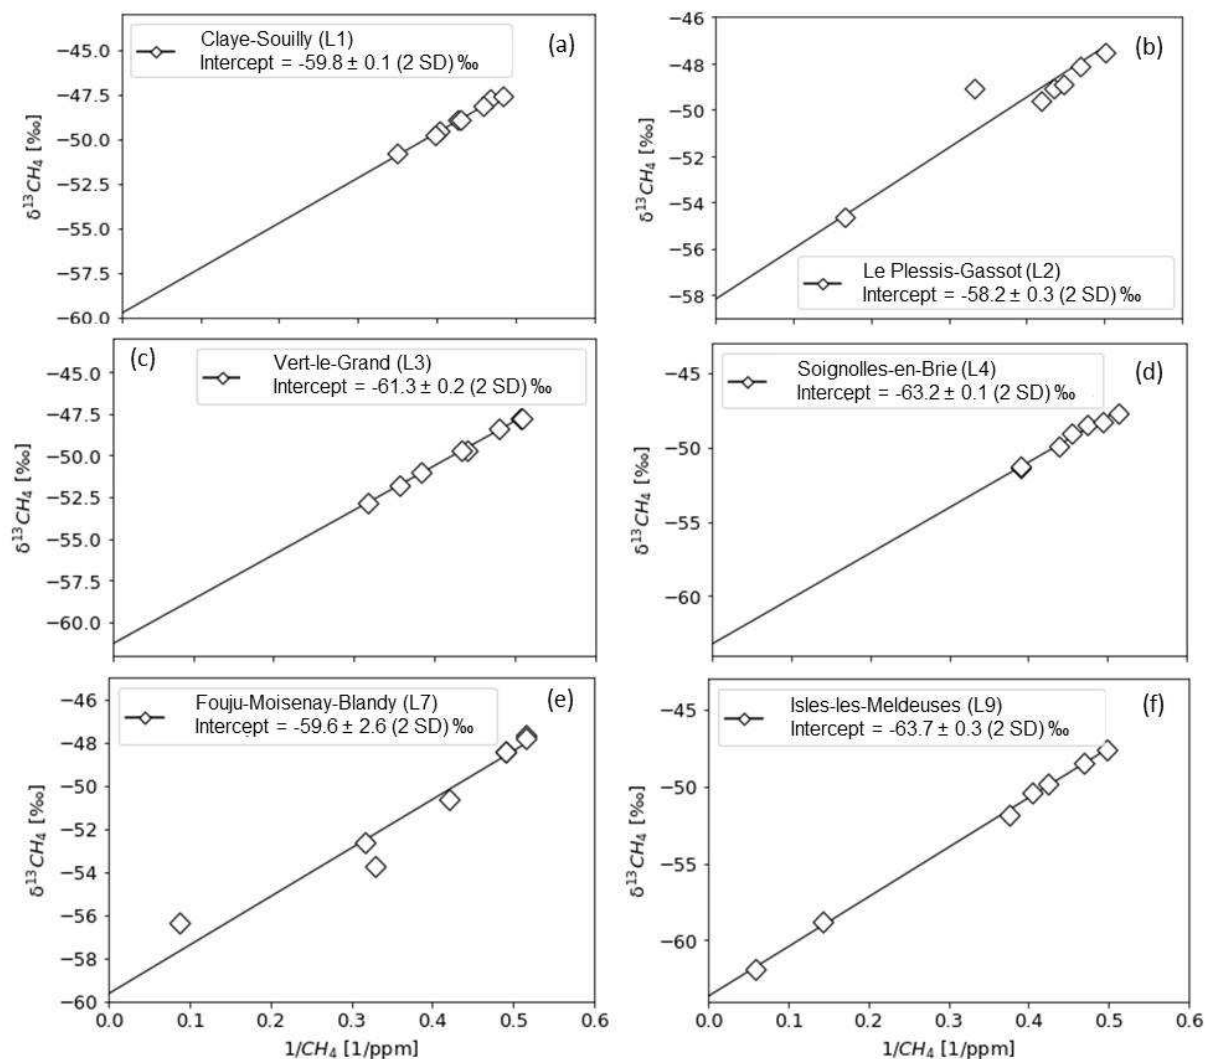 (a)
Claye-Souilly (L1)
Intercept = -59.8 ± 0.1 (2 SD) ‰
δ¹³CH₄ [‰]
−45.0
−47.5
−50.0
−52.5
−55.0
−57.5
−60.0
(b)
Le Plessis-Gassot (L2)
Intercept = -58.2 ± 0.3 (2 SD) ‰
δ¹³CH₄ [‰]
−46
−48
−50
−52
−54
−56
−58
(c)
Vert-le-Grand (L3)
Intercept = -61.3 ± 0.2 (2 SD) ‰
δ¹³CH₄ [‰]
−45.0
−47.5
−50.0
−52.5
−55.0
−57.5
−60.0
(d)
Soignolles-en-Brie (L4)
Intercept = -63.2 ± 0.1 (2 SD) ‰
δ¹³CH₄ [‰]
−45
−50
−55
−60
(e)
Fouju-Moisenay-Blandy (L7)
Intercept = -59.6 ± 2.6 (2 SD) ‰
δ¹³CH₄ [‰]
−46
−48
−50
−52
−54
−56
−58
−60
0.0 0.1 0.2 0.3 0.4 0.5 0.6
1/CH₄ [1/ppm]
(f)
Isles-les-Meldeuses (L9)
Intercept = -63.7 ± 0.3 (2 SD) ‰
δ¹³CH₄ [‰]
−45
−50
−55
−60
0.0 0.1 0.2 0.3 0.4 0.5 0.6
1/CH₄ [1/ppm]